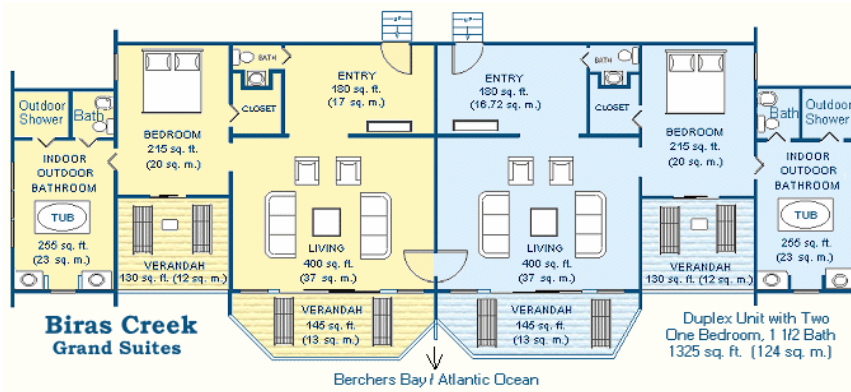 UP
UP
BATH
ENTRY
180 sq. ft.
(17 sq. m.)
ENTRY
180 sq. ft.
(16.72 sq. m.)
BATH
Outdoor
Shower
Bath
CLOSET
CLOSET
Bath
Outdoor
Shower
BEDROOM
215 sq. ft.
(20 sq. m.)
BEDROOM
215 sq. ft.
(20 sq. m.)
INDOOR
OUTDOOR
BATHROOM
TUB
255 sq. ft.
(23 sq. m.)
INDOOR
OUTDOOR
BATHROOM
TUB
255 sq. ft.
(23 sq. m.)
LIVING
400 sq. ft.
(37 sq. m.)
LIVING
400 sq. ft.
(37 sq. m.)
VERANDAH
130 sq. ft. (12 sq. m.)
VERANDAH
130 sq. ft. (12 sq. m.)
VERANDAH
145 sq. ft.
(13 sq. m.)
VERANDAH
145 sq. ft.
(13 sq. m.)
Biras Creek
Grand Suites
Duplex Unit with Two
One Bedroom, 1 1/2 Bath
1325 sq. ft. (124 sq. m.)
Berchers Bay / Atlantic Ocean